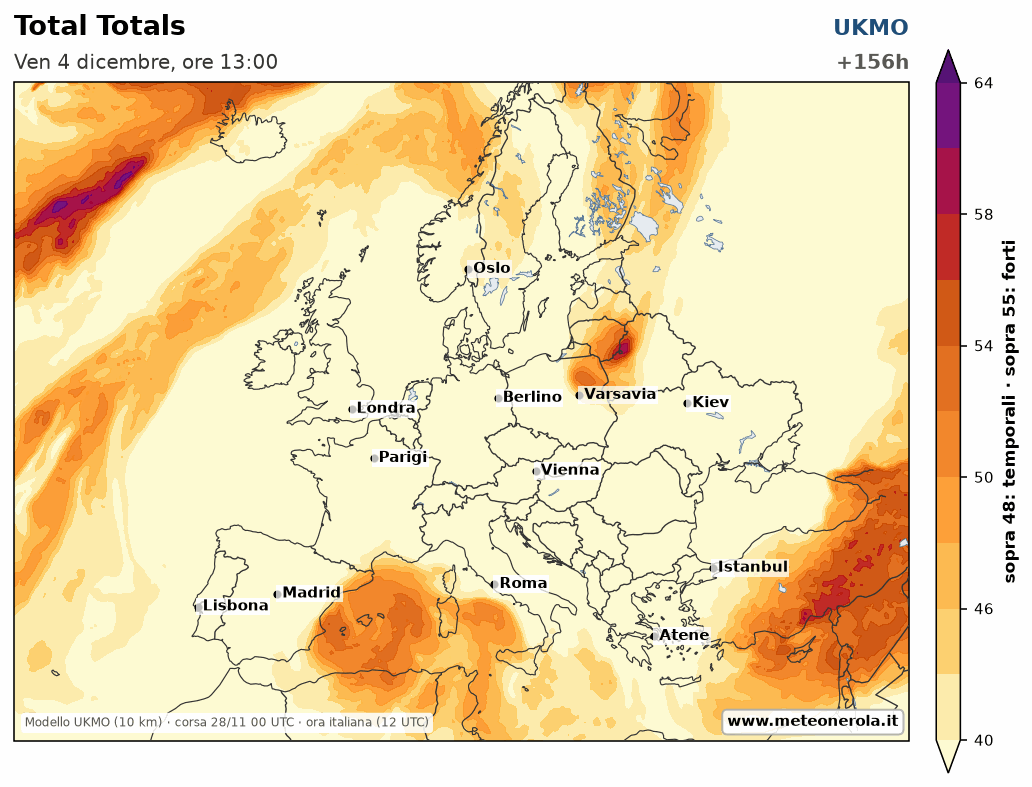 Total Totals
UKMO
Ven 4 dicembre, ore 13:00
+156h
64
58
54
50
46
40
sopra 48: temporali · sopra 55: forti
Oslo
Berlino
Varsavia
Kiev
Londra
Parigi
Vienna
Istanbul
Roma
Madrid
Lisbona
Atene
Modello UKMO (10 km) · corsa 28/11 00 UTC · ora italiana (12 UTC)
www.meteonerola.it